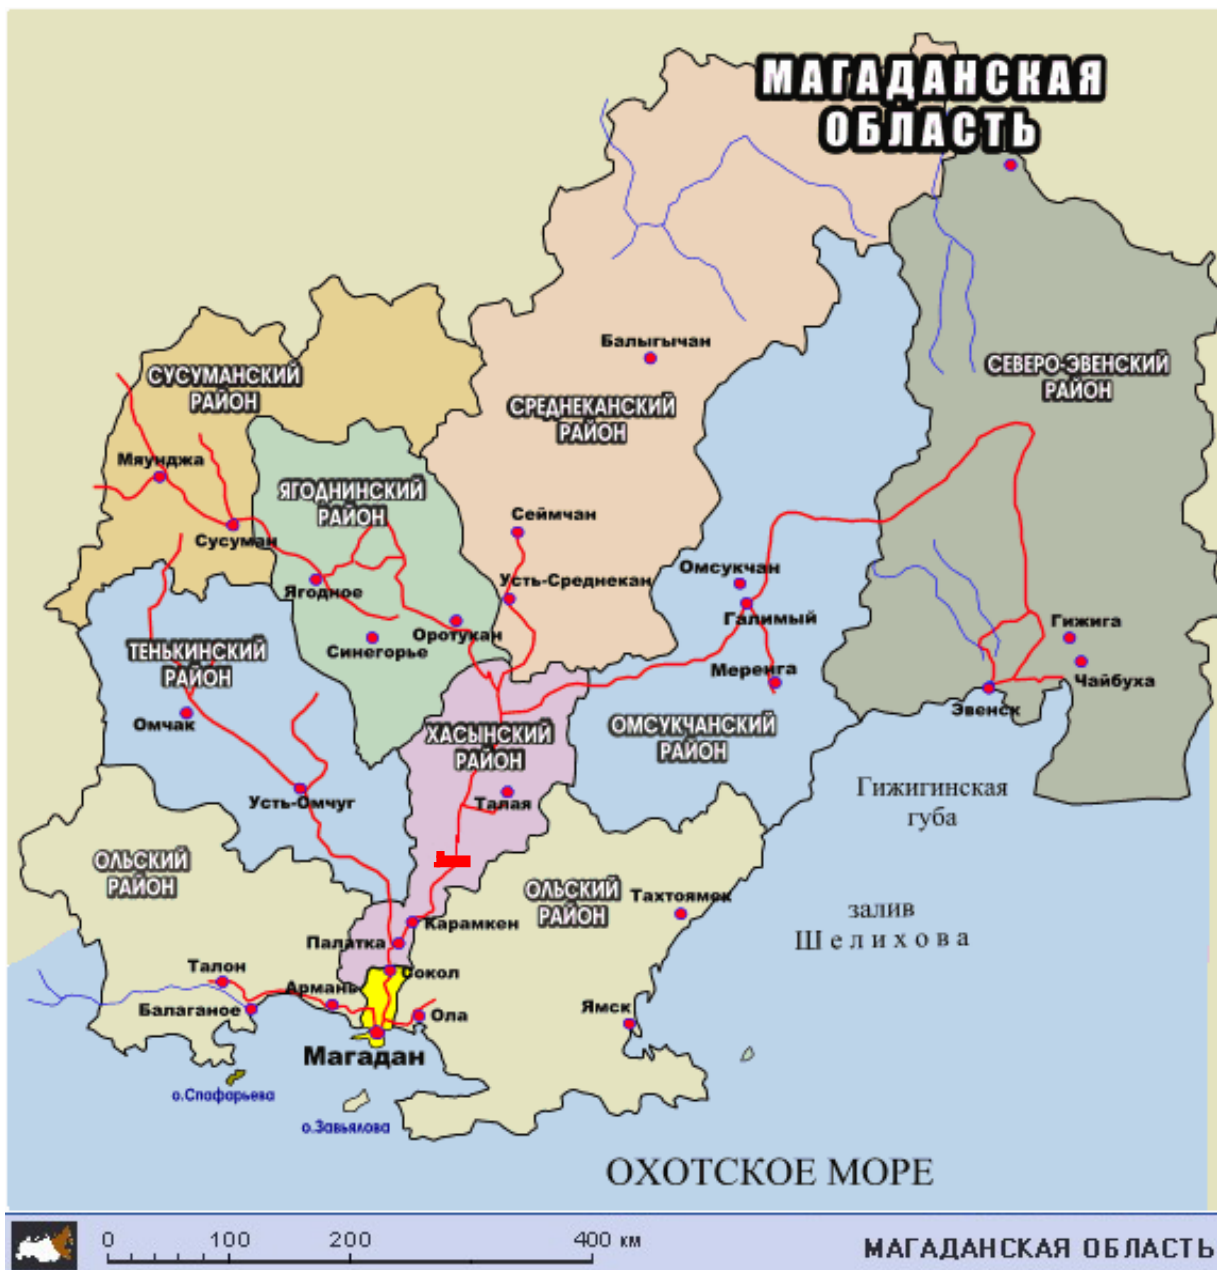 МАГАДАНСКАЯ
ОБЛАСТЬ
Балыгычан
СУСУМАНСКИЙ
РАЙОН
СЕВЕРО-ЭВЕНСКИЙ
РАЙОН
СРЕДНЕКАНСКИЙ
РАЙОН
Мяунджа
ЯГОДНИНСКИЙ
РАЙОН
Сеймчан
Сусуман
Омсукчан
Усть-Среднекан
Ягодное
Галимый
Гижига
Оротукан
Синегорье
ТЕНЬКИНСКИЙ
РАЙОН
Меренга
Чайбуха
Эвенск
Омчак
ХАСЫНСКИЙ
РАЙОН
ОМСУКЧАНСКИЙ
РАЙОН
Гижигинская
губа
Усть-Омчуг
Талая
ОЛЬСКИЙ
РАЙОН
ОЛЬСКИЙ
РАЙОН
Тахтоямск
залив
Шелихова
Карамкен
Палатка
Талон
Сокол
Армань
Балаганое
Ола
Ямск
Магадан
о.Спафарьева
о.Завьялова
ОХОТСКОЕ МОРЕ
0 100 200 400 км
МАГАДАНСКАЯ ОБЛАСТЬ